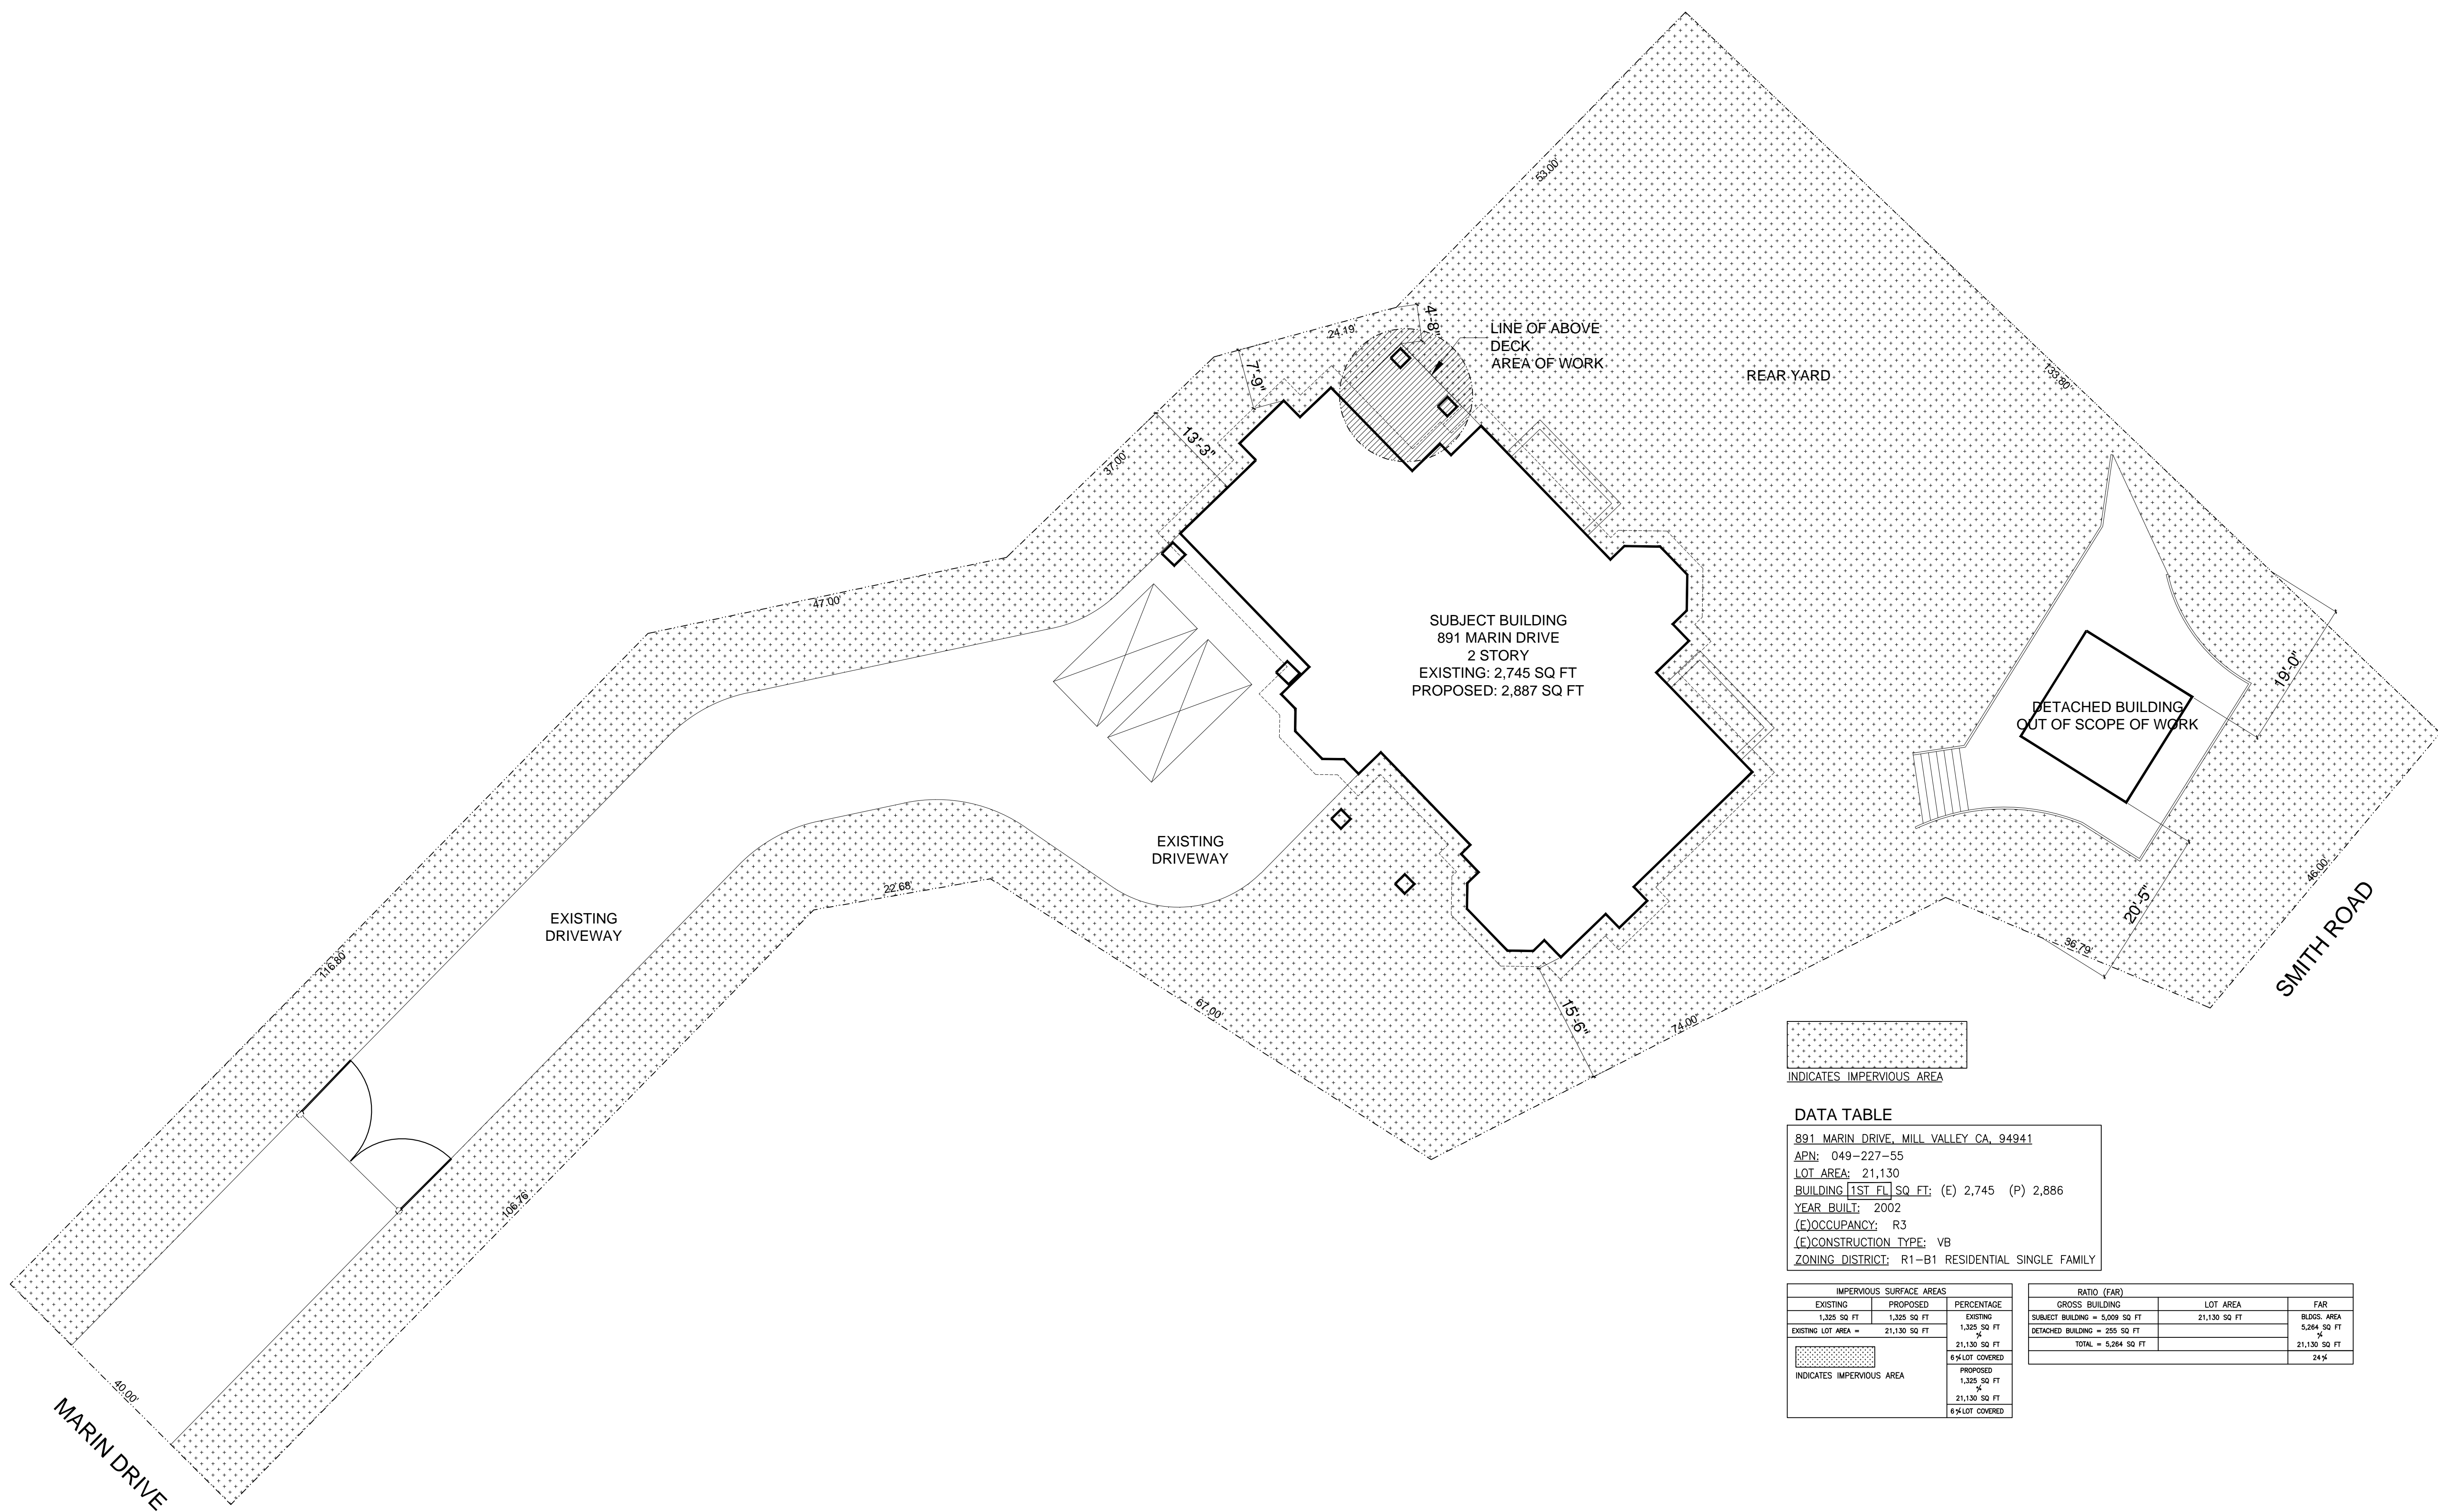 53.00'
24.19'
4'-8"
LINE OF ABOVE
DECK
AREA OF WORK
REAR YARD
133.80'
7'-9"
13'-3"
37.00'
47.00'
SUBJECT BUILDING
891 MARIN DRIVE
2 STORY
EXISTING: 2,745 SQ FT
PROPOSED: 2,887 SQ FT
19'-0"
DETACHED BUILDING
OUT OF SCOPE OF WORK
EXISTING
DRIVEWAY
22.68'
EXISTING
DRIVEWAY
116.80'
46.00'
20'-5"
36.79'
SMITH ROAD
67.00'
15'-6"
74.00'
106.76
40.00'
MARIN DRIVE
INDICATES IMPERVIOUS AREA
DATA TABLE
891 MARIN DRIVE, MILL VALLEY CA, 94941
APN: 049-227-55
LOT AREA: 21,130
BUILDING 1ST FL SQ FT: (E) 2,745 (P) 2,886
YEAR BUILT: 2002
(E)OCCUPANCY: R3
(E)CONSTRUCTION TYPE: VB
ZONING DISTRICT: R1-B1 RESIDENTIAL SINGLE FAMILY
IMPERVIOUS SURFACE AREAS
EXISTING PROPOSED PERCENTAGE
1,325 SQ FT 1,325 SQ FT EXISTING
EXISTING LOT AREA = 21,130 SQ FT 1,325 SQ FT
%
21,130 SQ FT
6% LOT COVERED
INDICATES IMPERVIOUS AREA
PROPOSED
1,325 SQ FT
%
21,130 SQ FT
6% LOT COVERED
RATIO (FAR)
GROSS BUILDING LOT AREA FAR
SUBJECT BUILDING = 5,009 SQ FT 21,130 SQ FT BLDGS. AREA
DETACHED BUILDING = 255 SQ FT 5,264 SQ FT
%
TOTAL = 5,264 SQ FT 21,130 SQ FT
24%